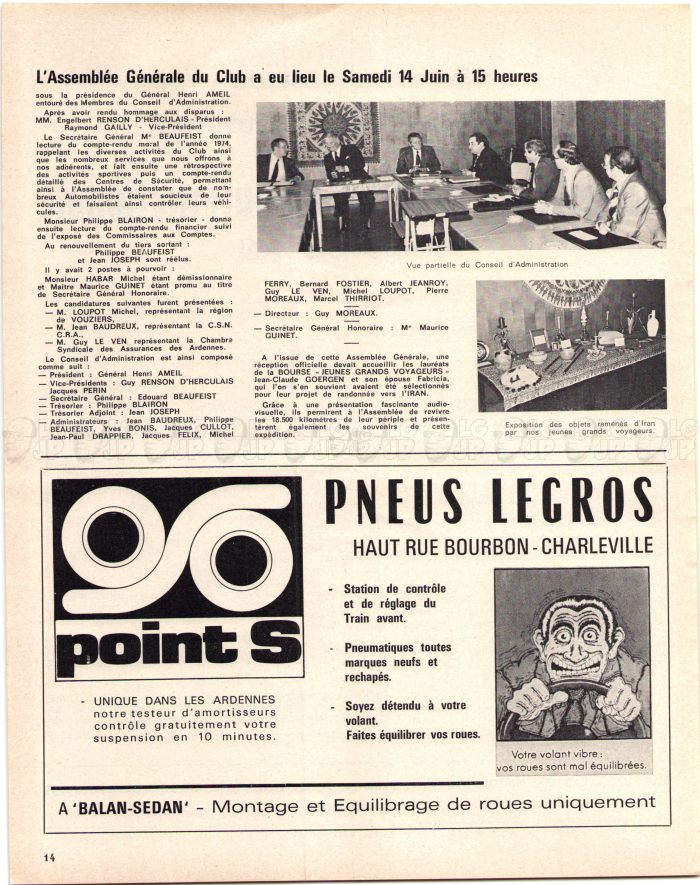 L'Assemblée Générale du Club a eu lieu le Samedi 14 Juin à 15 heures
sous la présidence du Général Henri AMEIL
entouré des Membres du Conseil d'Administration.
Après avoir rendu hommage aux disparus :
MM. Engelbert RENSON D'HERCULAIS - Président
Raymond GAILLY - Vice-Président
Le Secrétaire Général Me BEAUFEIST donne
lecture du compte-rendu moral de l'année 1974,
rappelant les diverses activités du Club ainsi
que les nombreux services que nous offrons à
nos adhérents, et fait ensuite une rétrospective
des activités sportives puis un compte-rendu
détaillé des Centres de Sécurité, permettant
ainsi à l'Assemblée de constater que de nom-
breux Automobilistes étaient soucieux de leur
sécurité et faisaient ainsi contrôler leurs véhi-
cules.
Monsieur Philippe BLAIRON - trésorier - donne
ensuite lecture du compte-rendu financier suivi
de l'exposé des Commissaires aux Comptes.
Au renouvellement du tiers sortant :
Philippe BEAUFEIST
et Jean JOSEPH sont réélus.
Il y avait 2 postes à pourvoir :
Monsieur HABAR Michel étant démissionnaire
et Maître Maurice GUINET étant promu au titre
de Secrétaire Général Honoraire.
Les candidatures suivantes furent présentées :
— M. LOUPOT Michel, représentant la région
de VOUZIERS,
— M. Jean BAUDREUX, représentant la C.S.N.
C.R.A.,
— M. Guy LE VEN représentant la Chambre
Syndicale des Assurances des Ardennes.
Le Conseil d'Administration est ainsi composé
comme suit :
— Président : Général Henri AMEIL
— Vice-Présidents : Guy RENSON D'HERCULAIS
Jacques PERIN
— Secrétaire Général : Edouard BEAUFEIST
— Trésorier : Philippe BLAIRON
— Trésorier Adjoint : Jean JOSEPH
— Administrateurs : Jean BAUDREUX, Philippe
BEAUFEIST, Yves BONIS, Jacques CULLOT,
Jean-Paul DRAPPIER, Jacques FELIX, Michel
Vue partielle du Conseil d'Administration
FERRY, Bernard FOSTIER, Albert JEANROY,
Guy LE VEN, Michel LOUPOT, Pierre
MOREAUX, Marcel THIRRIOT.
— Directeur : Guy MOREAUX.
— Secrétaire Général Honoraire : Me Maurice
GUINET.
A l'issue de cette Assemblée Générale, une
réception officielle devait accueillir les lauréats
de la BOURSE - JEUNES GRANDS VOYAGEURS -
Jean-Claude GOERGEN et son épouse Fabricia,
qui l'on s'en souvient avaient été sélectionnés
pour leur projet de randonnée vers l'IRAN.
Grâce à une présentation fascinante audio-
visuelle, ils permirent à l'Assemblée de revivre
les 18.500 kilomètres de leur périple et présen-
tèrent également les souvenirs de cette
expédition.
Exposition des objets ramenés d'Iran
par nos jeunes grands voyageurs.
point S
- UNIQUE DANS LES ARDENNES
notre testeur d'amortisseurs
contrôle gratuitement votre
suspension en 10 minutes.
PNEUS LEGROS
HAUT RUE BOURBON - CHARLEVILLE
- Station de contrôle
et de réglage du
Train avant.
- Pneumatiques toutes
marques neufs et
rechapés.
- Soyez détendu à votre
volant.
Faites équilibrer vos roues.
Votre volant vibre :
vos roues sont mal équilibrées.
A 'BALAN-SEDAN' - Montage et Equilibrage de roues uniquement
14